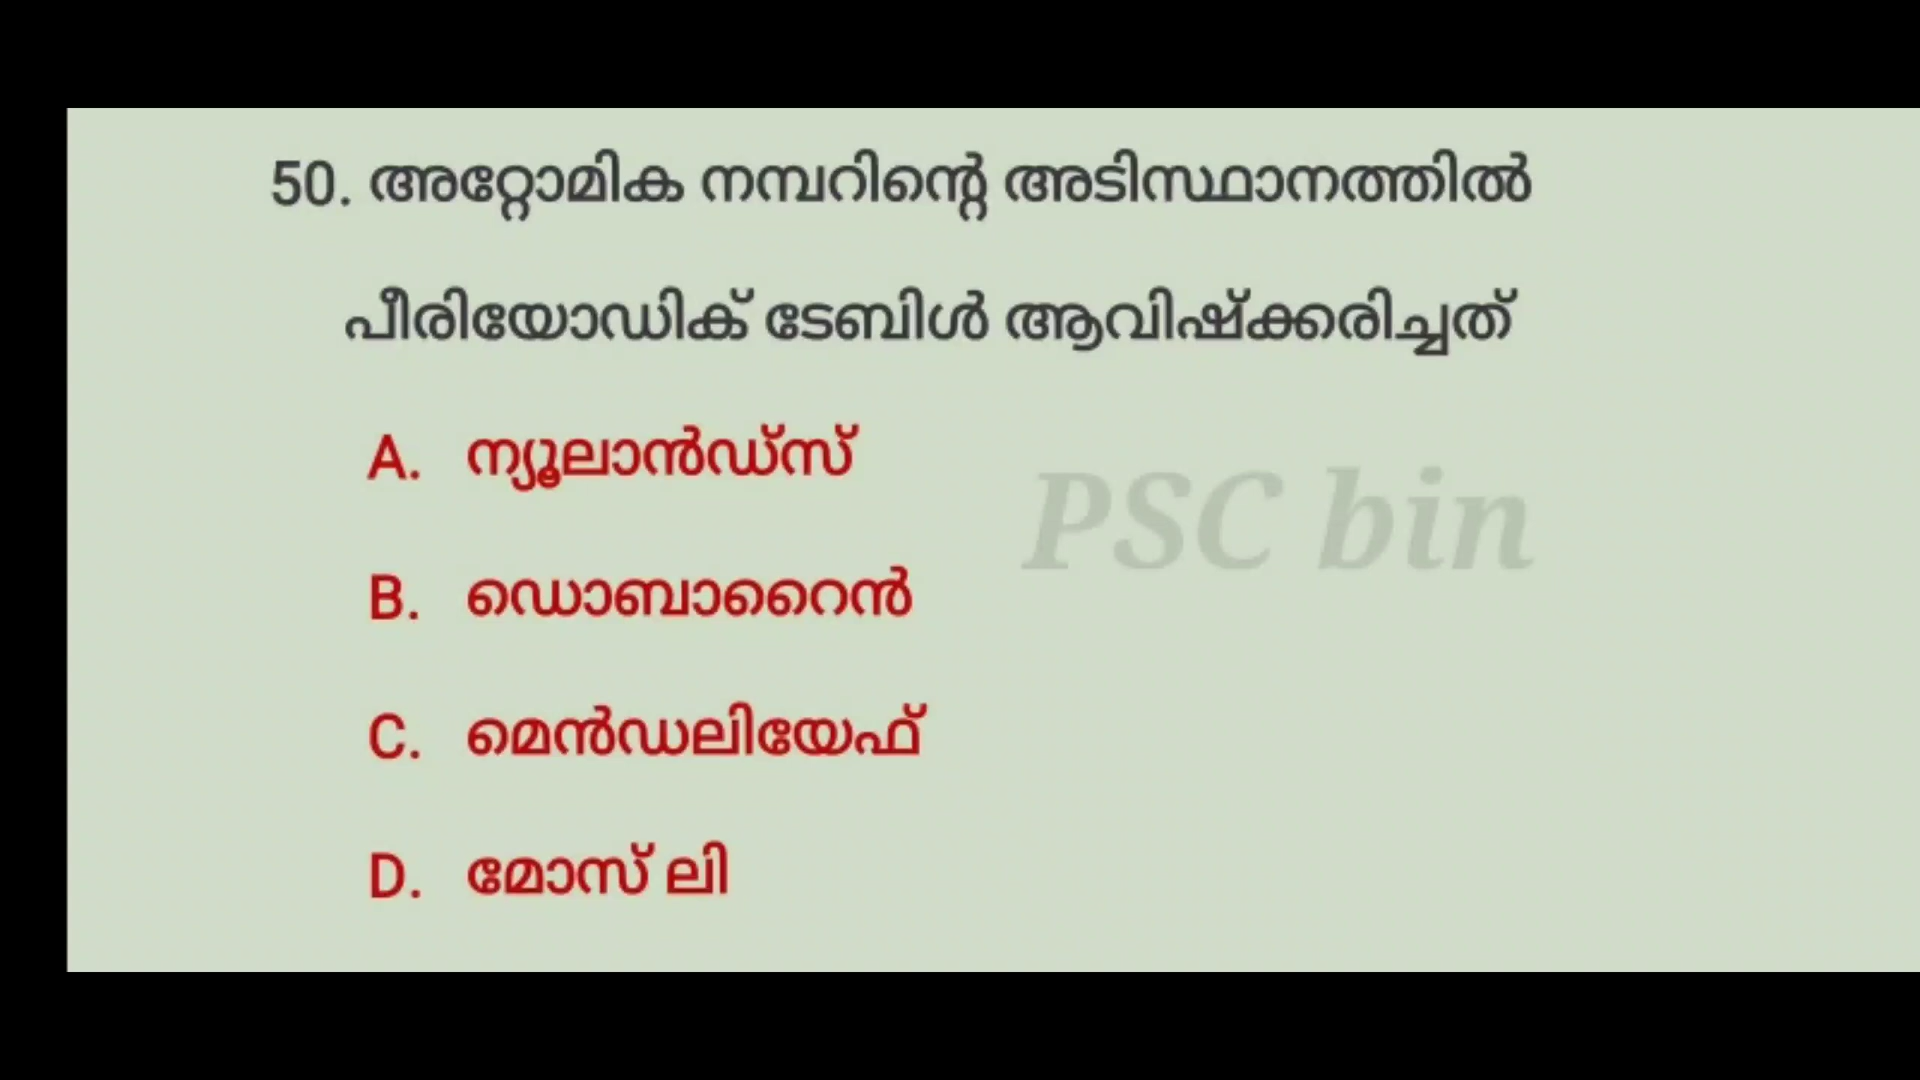 50. അറ്റോമിക നമ്പറിന്റെ അടിസ്ഥാനത്തിൽ
പീരിയോഡിക് ടേബിൾ ആവിഷ്ക്കരിച്ചത്
A. ന്യൂലാൻഡ്സ്
PSC bin
B. ഡൊബാറൈൻ
C. മെൻഡലിയേഫ്
D. മോസ് ലി